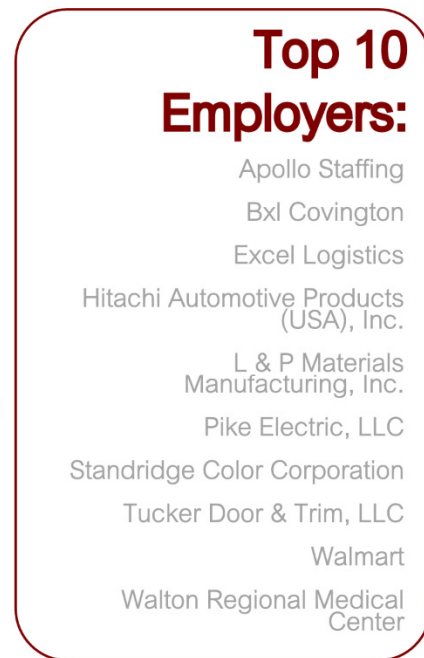 Top 10
Employers:
Apollo Staffing
Bxl Covington
Excel Logistics
Hitachi Automotive Products
(USA), Inc.
L & P Materials
Manufacturing, Inc.
Pike Electric, LLC
Standridge Color Corporation
Tucker Door & Trim, LLC
Walmart
Walton Regional Medical
Center